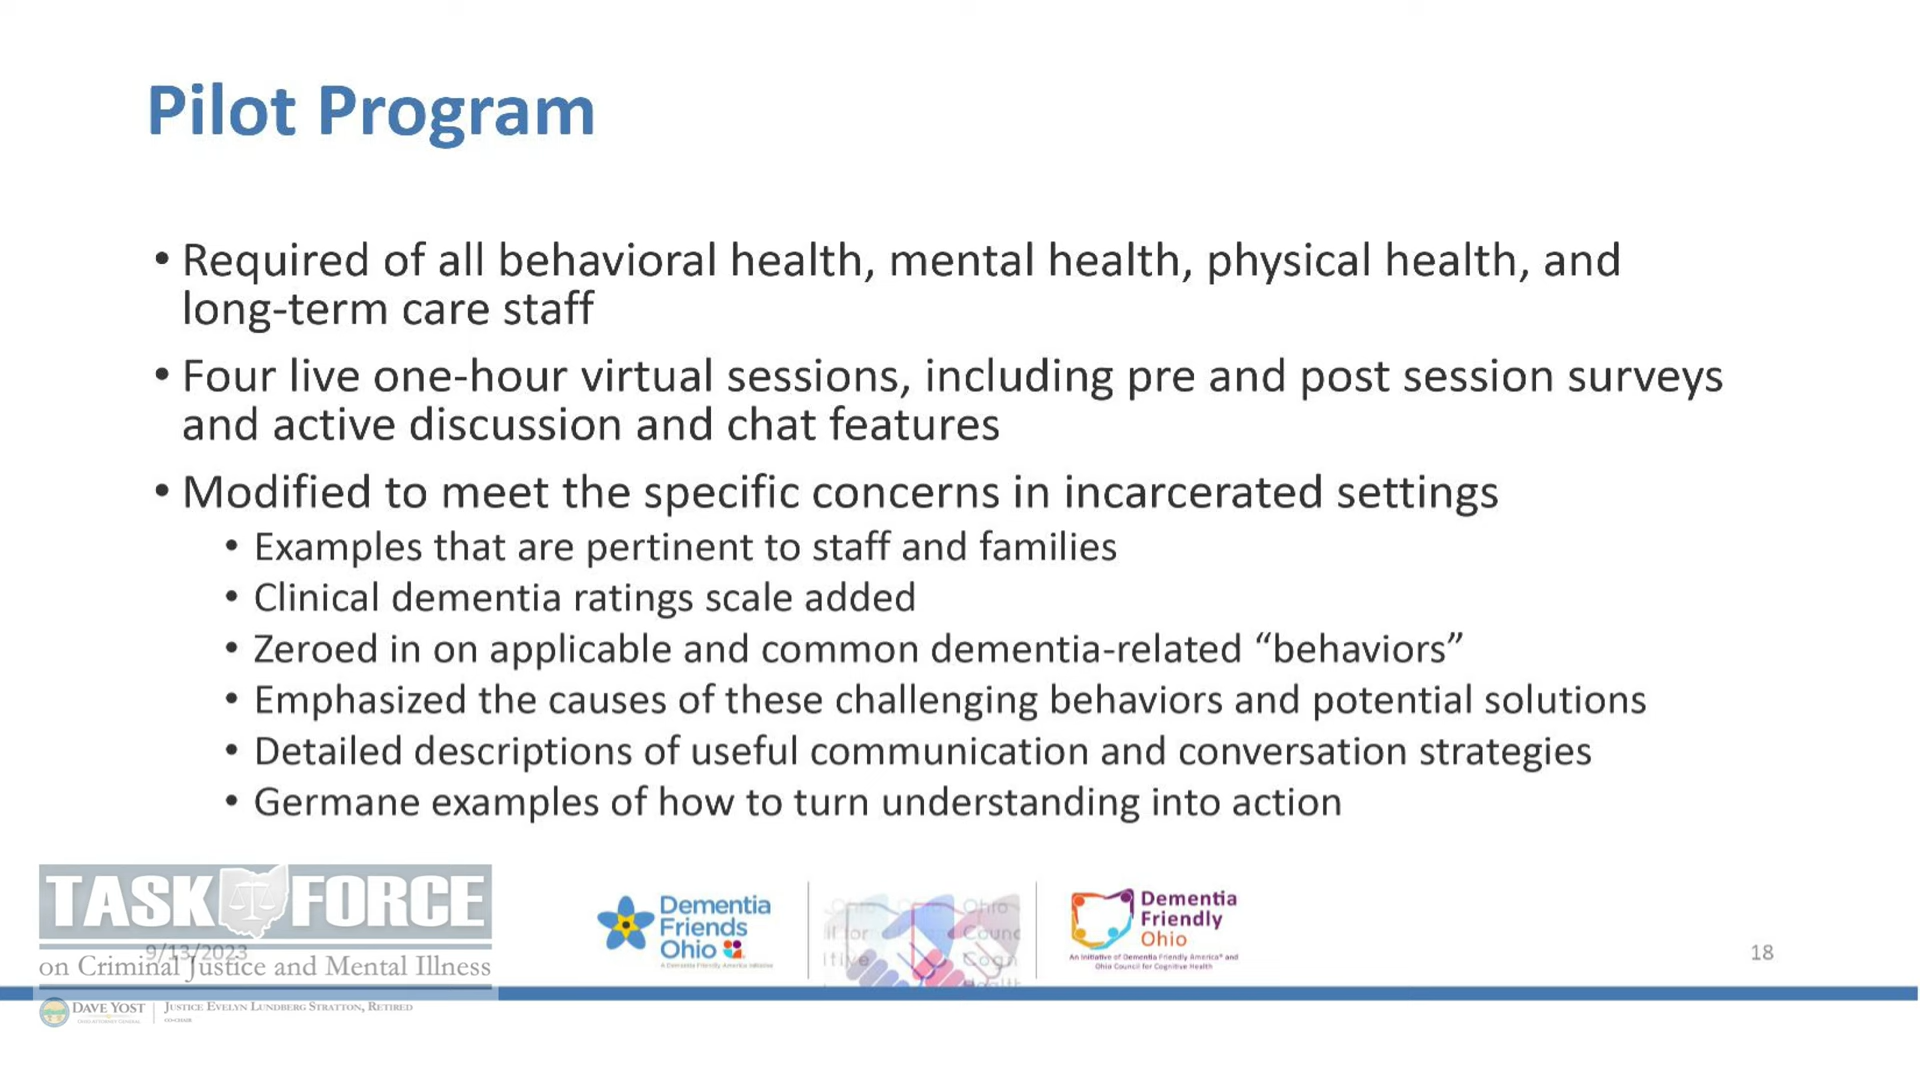 Pilot Program
• Required of all behavioral health, mental health, physical health, and
long-term care staff
• Four live one-hour virtual sessions, including pre and post session surveys
and active discussion and chat features
• Modified to meet the specific concerns in incarcerated settings
• Examples that are pertinent to staff and families
• Clinical dementia ratings scale added
• Zeroed in on applicable and common dementia-related “behaviors”
• Emphasized the causes of these challenging behaviors and potential solutions
• Detailed descriptions of useful communication and conversation strategies
• Germane examples of how to turn understanding into action
TASK FORCE
9/13/2023
on Criminal Justice and Mental Illness
DAVE YOST
JUSTICE EVELYN LUNDBERG STRATTON, RETIRED
Dementia
Friends
Ohio
A Dementia Friendly America Initiative
Dementia
Friendly
Ohio
An Initiative of Dementia Friendly America® and
Ohio Council for Cognitive Health
18